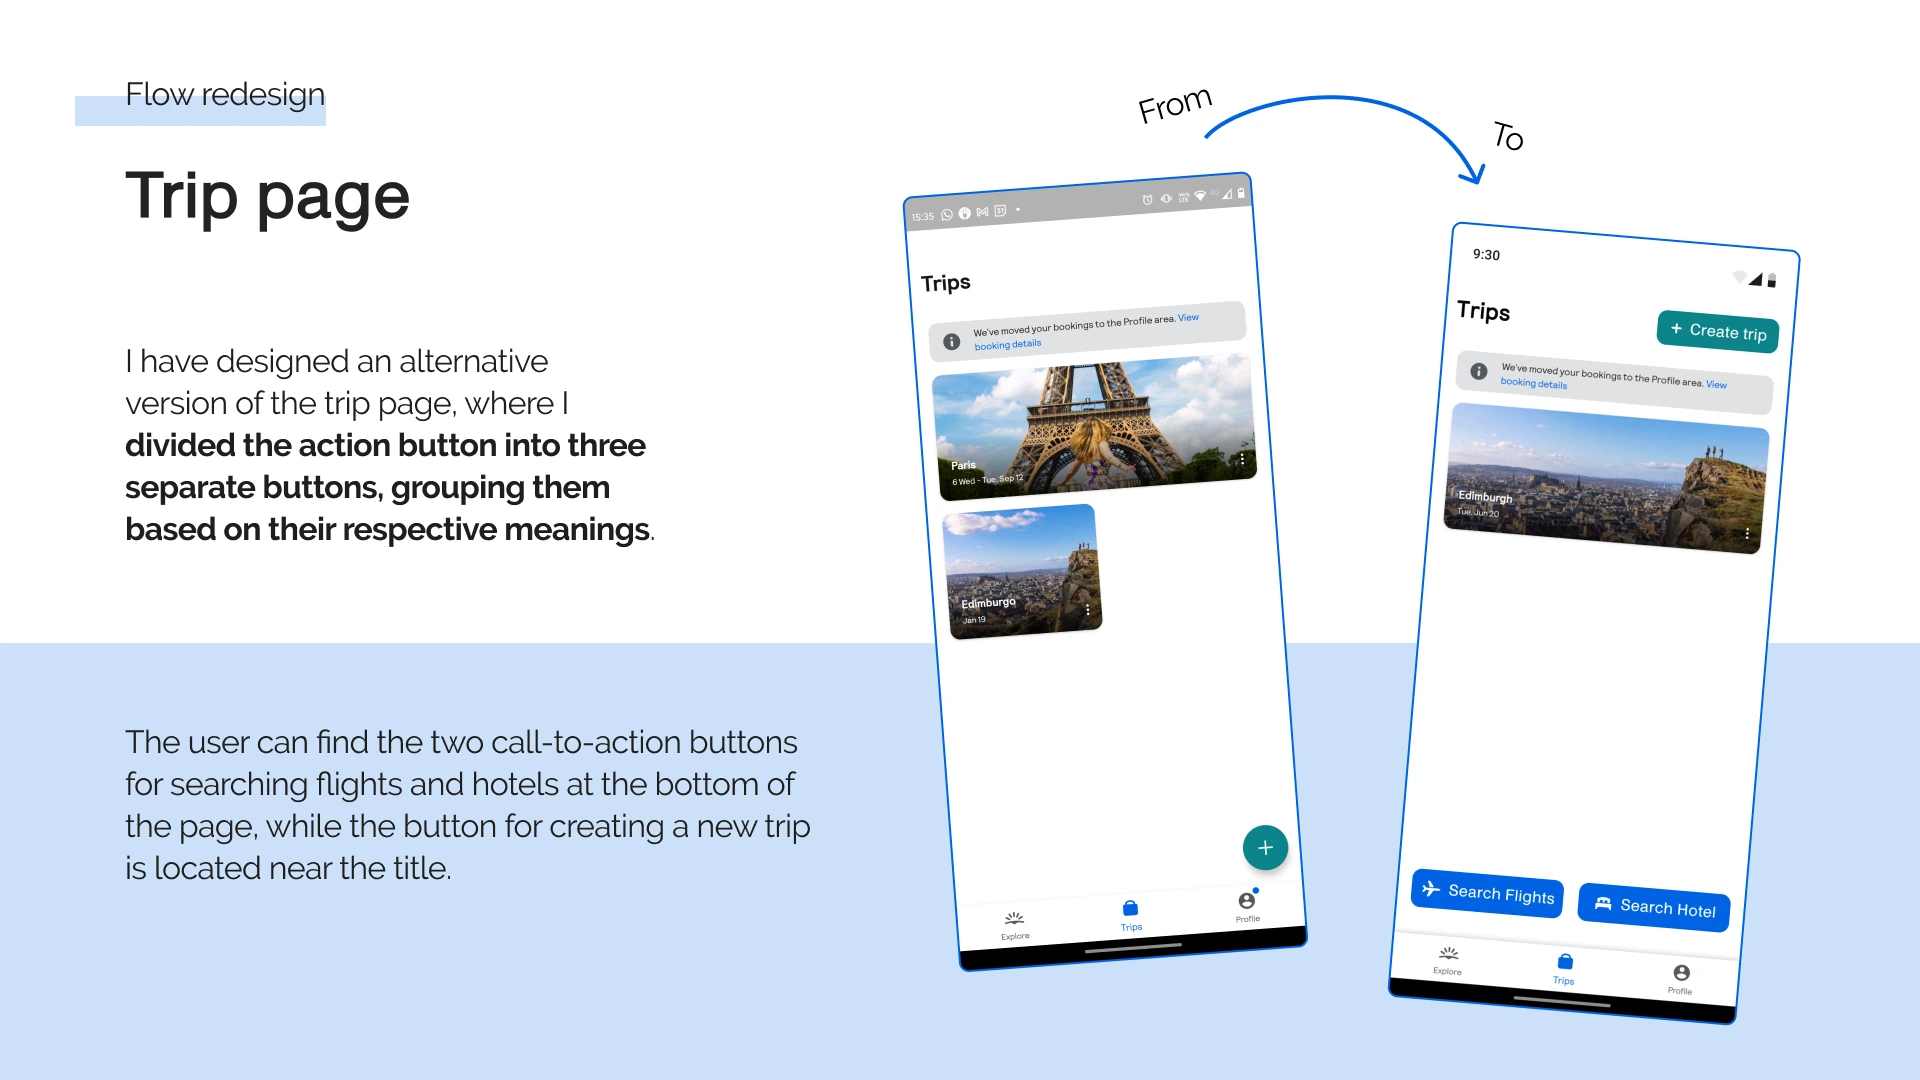 Flow redesign
Trip page
I have designed an alternative
version of the trip page, where I
divided the action button into three
separate buttons, grouping them
based on their respective meanings.
The user can find the two call-to-action buttons
for searching flights and hotels at the bottom of
the page, while the button for creating a new trip
is located near the title.
From
To
15:35
31
VoFi
LTE
4G
Trips
We've moved your bookings to the Profile area. View
booking details
Paris
6 Wed - Tue, Sep 12
Edimburgo
Jan 19
+
Explore
Trips
Profile
9:30
Trips
+ Create trip
We've moved your bookings to the Profile area. View
booking details
Edimburgh
Tue, Jun 20
Search Flights
Search Hotel
Explore
Trips
Profile